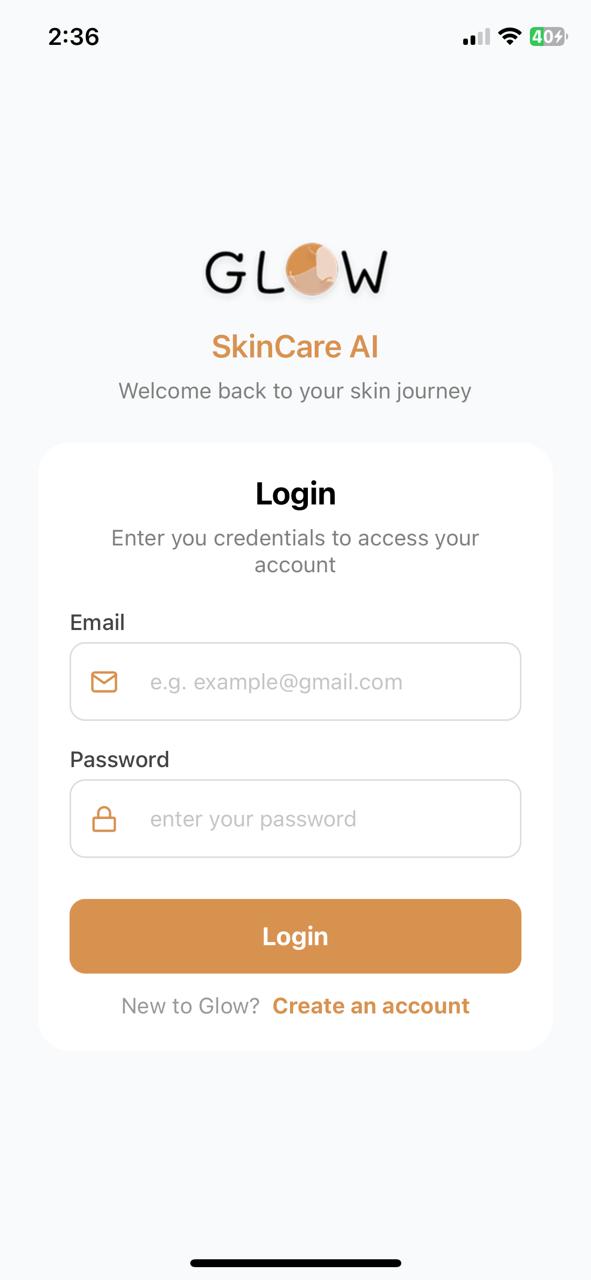 2:36
40
GLOW
SkinCare AI
Welcome back to your skin journey
Login
Enter you credentials to access your
account
Email
e.g. example@gmail.com
Password
enter your password
Login
New to Glow? Create an account